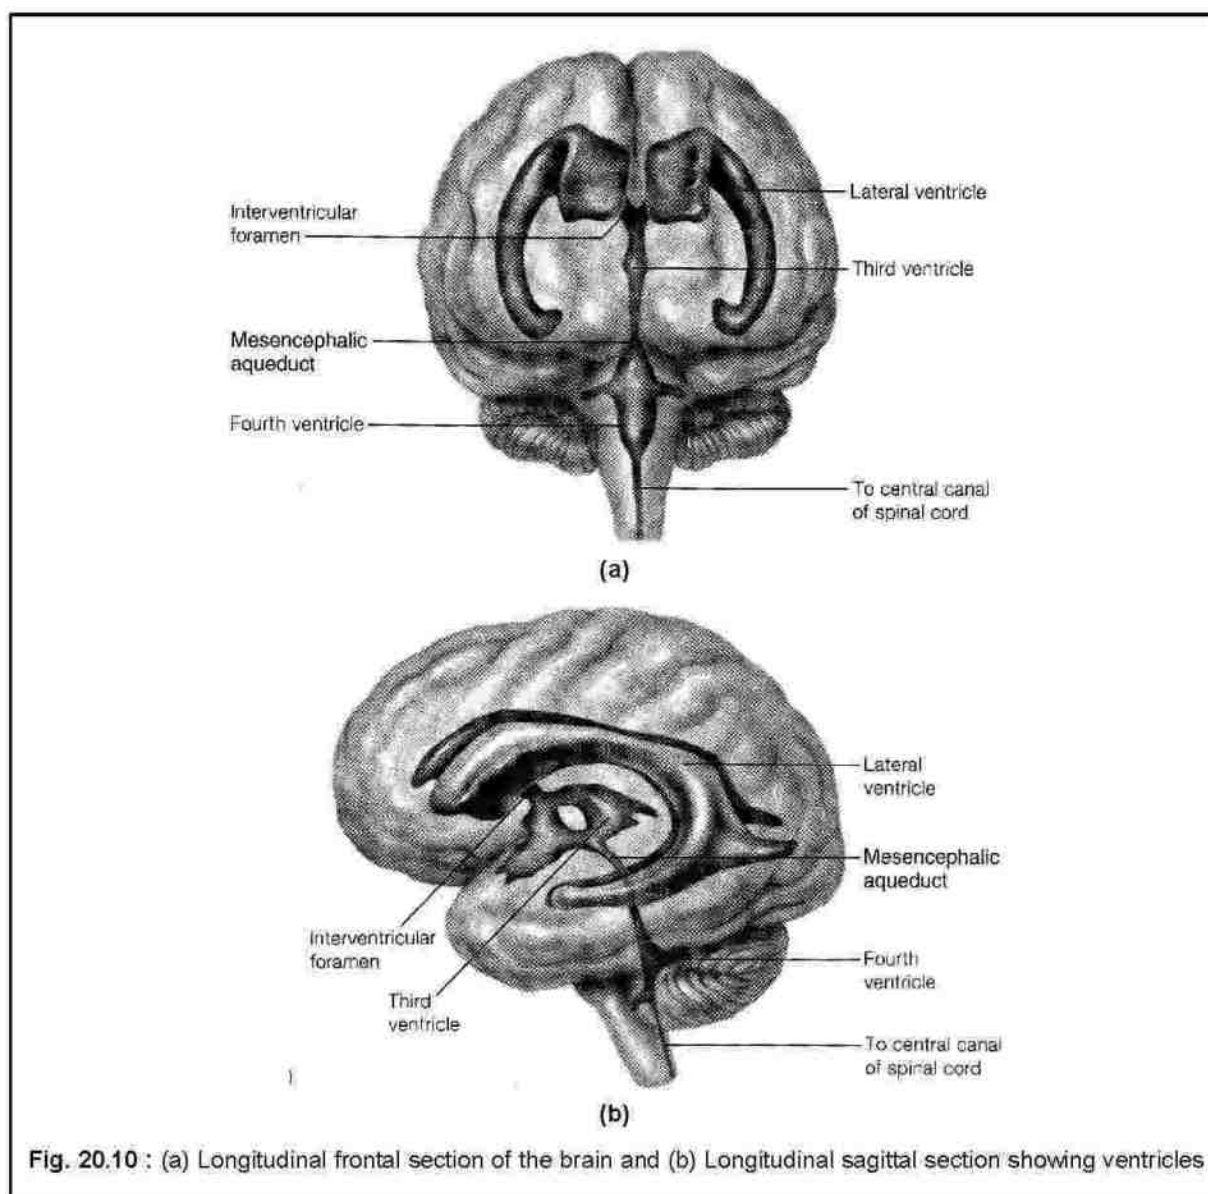 Interventricular
foramen
Lateral ventricle
Third ventricle
Mesencephalic
aqueduct
Fourth ventricle
To central canal
of spinal cord
(a)
Lateral
ventricle
Mesencephalic
aqueduct
Interventricular
foramen
Fourth
ventricle
Third
ventricle
To central canal
of spinal cord
(b)
Fig. 20.10 : (a) Longitudinal frontal section of the brain and (b) Longitudinal sagittal section showing ventricles